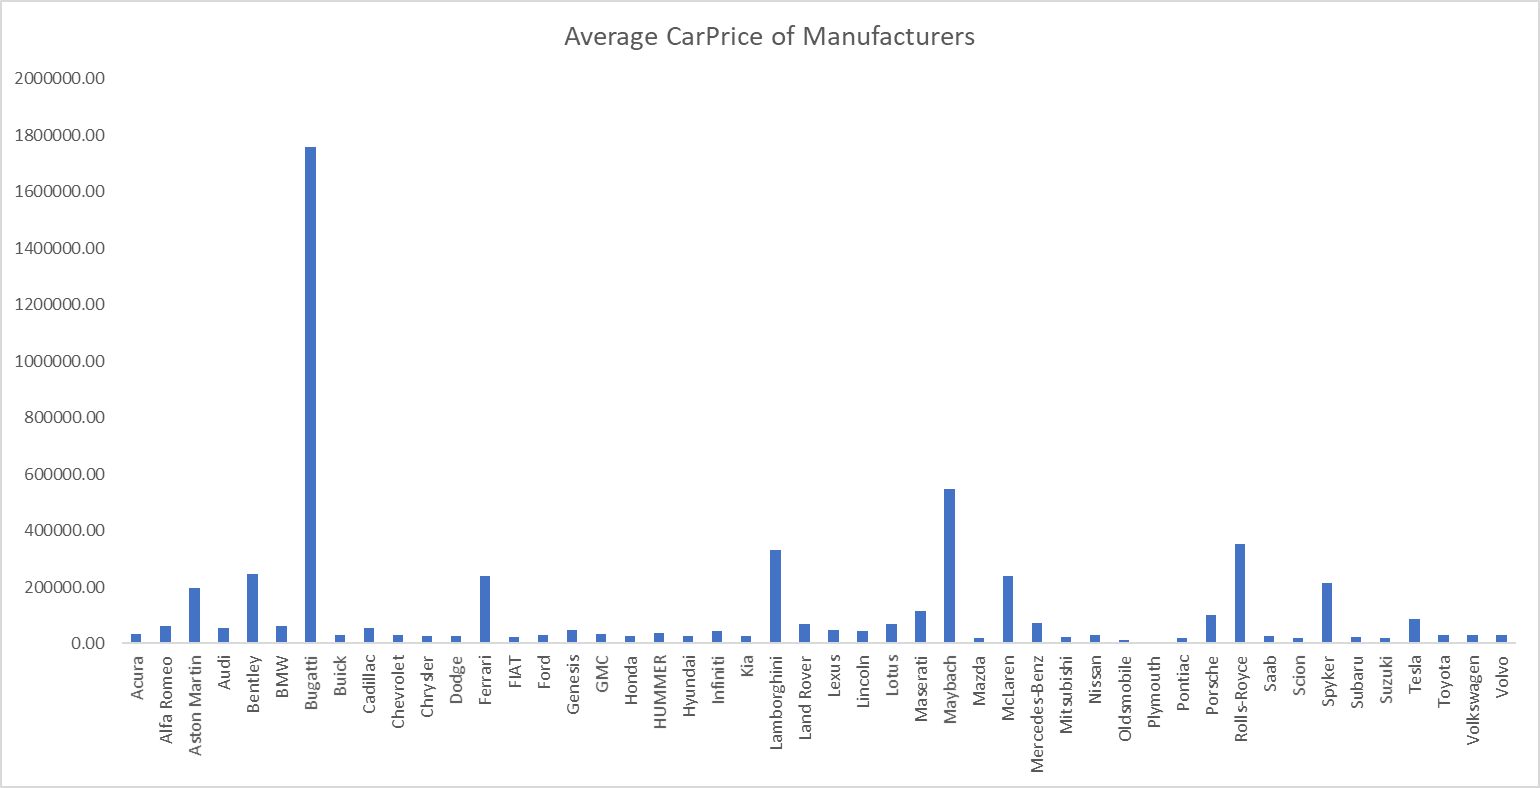 Average CarPrice of Manufacturers
2000000.00
1800000.00
1600000.00
1400000.00
1200000.00
1000000.00
800000.00
600000.00
400000.00
200000.00
0.00
Acura
Alfa Romeo
Aston Martin
Audi
Bentley
BMW
Bugatti
Buick
Cadillac
Chevrolet
Chrysler
Dodge
Ferrari
FIAT
Ford
Genesis
GMC
Honda
HUMMER
Hyundai
Infiniti
Kia
Lamborghini
Land Rover
Lexus
Lincoln
Lotus
Maserati
Maybach
Mazda
McLaren
Mercedes-Benz
Mitsubishi
Nissan
Oldsmobile
Plymouth
Pontiac
Porsche
Rolls-Royce
Saab
Scion
Spyker
Subaru
Suzuki
Tesla
Toyota
Volkswagen
Volvo